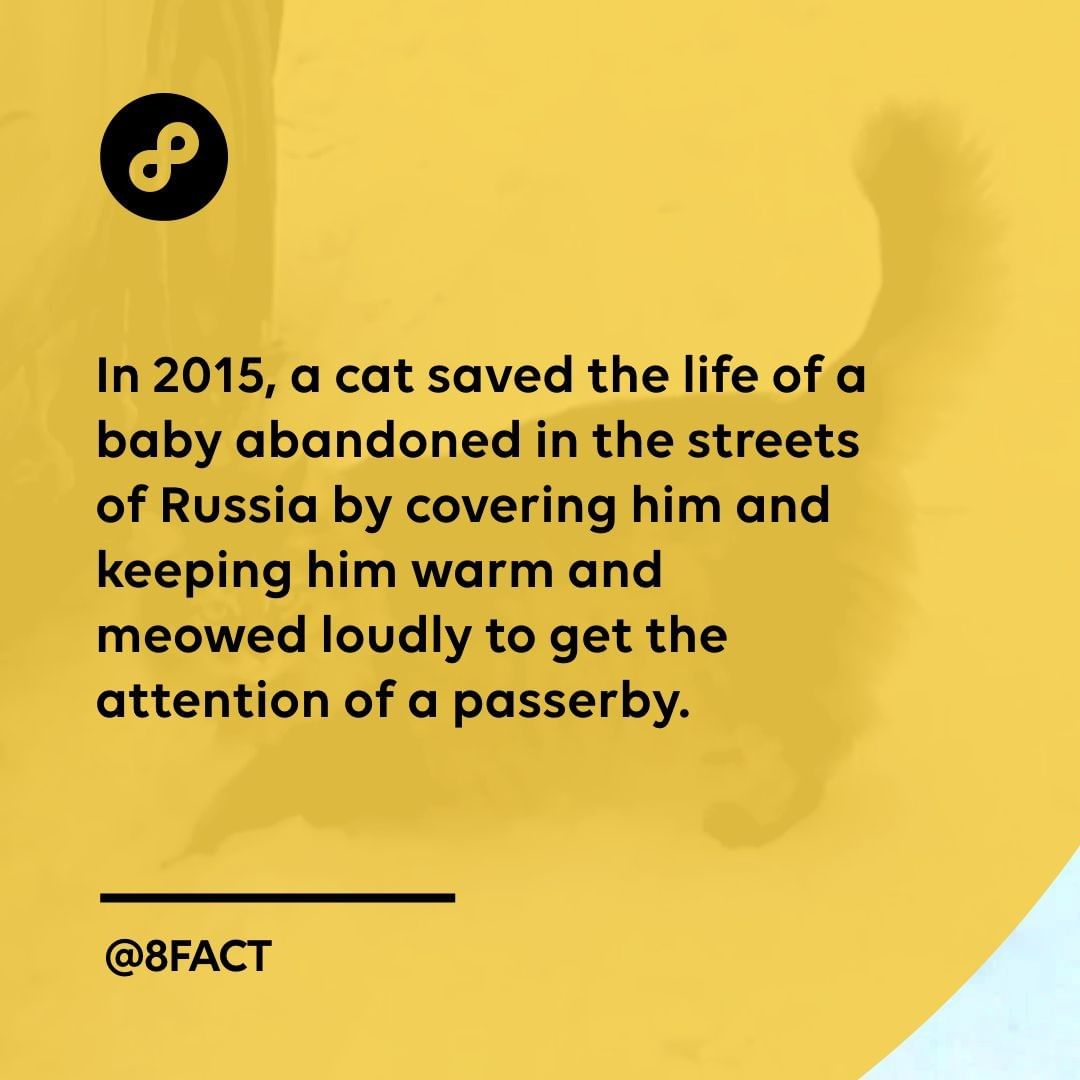 In 2015, a cat saved the life of a
baby abandoned in the streets
of Russia by covering him and
keeping him warm and
meowed loudly to get the
attention of a passerby.
@8FACT